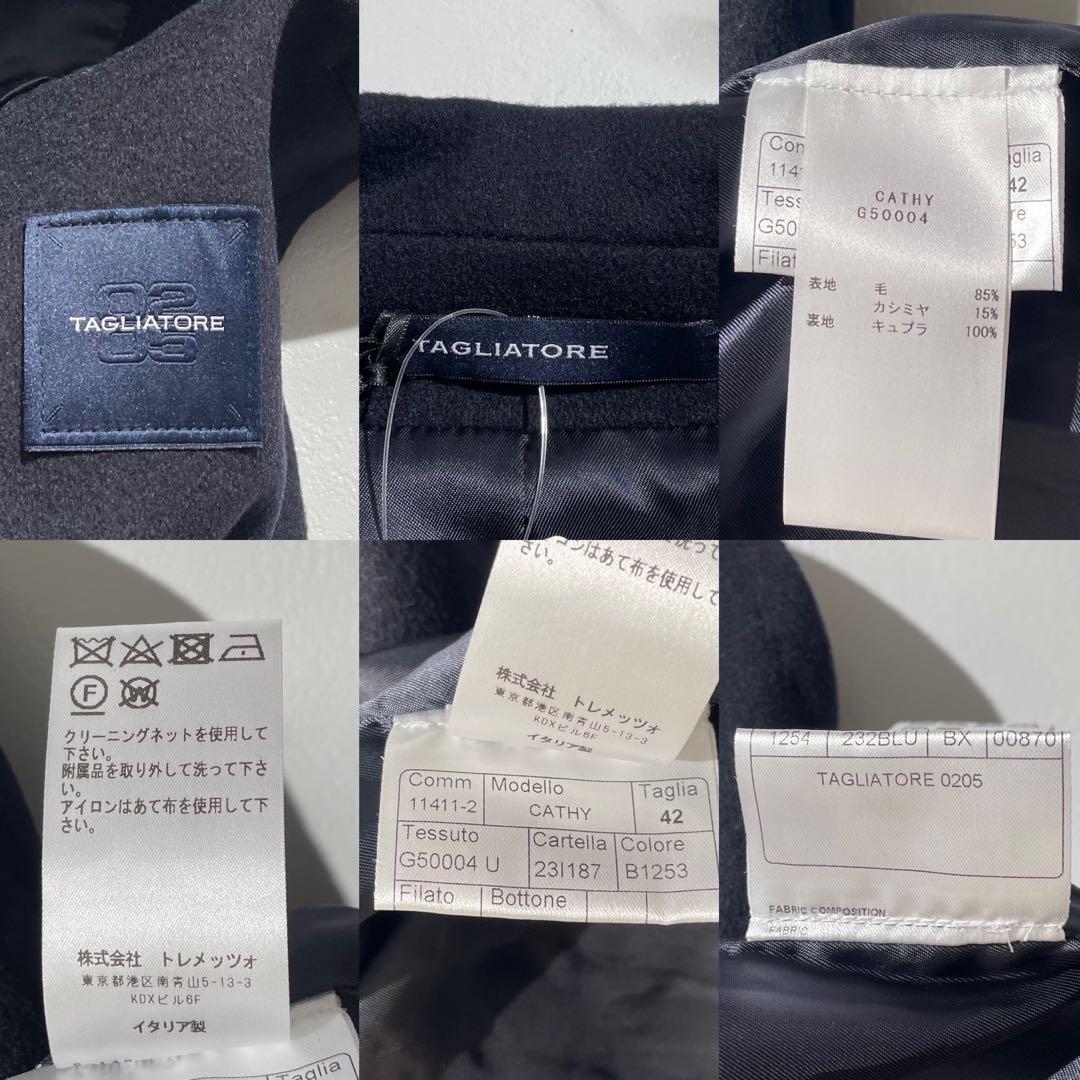 02
TAGLIATORE
05
TAGLIATORE
11
aglia
42
Tess
G50
53
Filat
CATHY
G50004
表地 毛 85%
カシミヤ 15%
裏地 キュプラ 100%
F W
クリーニングネットを使用して
下さい。
附属品を取り外して洗って下さ
い。
アイロンはあて布を使用して下
さい。
株式会社 トレメッツォ
東京都港区南青山5-13-3
KDXビル6F
イタリア製
Taglia
イロンはあて布を使用して
さい。
株式会社 トレメッツォ
東京都港区南青山5-13-3
KDXビル6F
イタリア製
Comm Modello Taglia
11411-2 CATHY 42
Tessuto Cartella Colore
G50004 U 23I187 B1253
Filato Bottone
1254 232BLU BX 00870
TAGLIATORE 0205
FABRIC COMPOSITION
FABRIC